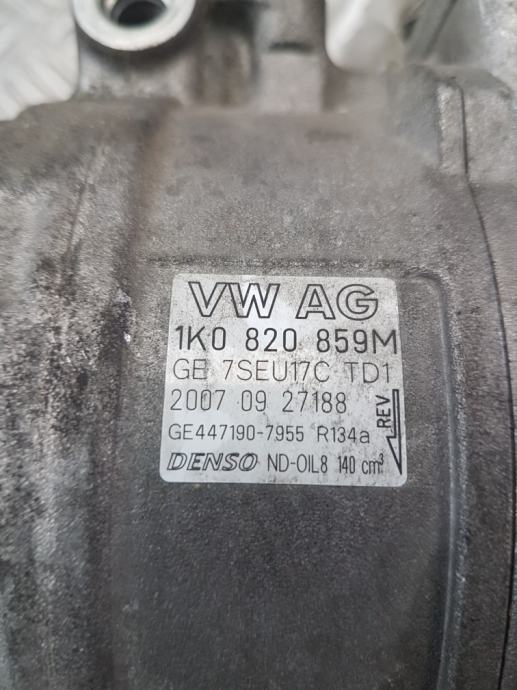 VW AG
1K0 820 859M
GE 7SEU17C TD1
2007 09 27188
GE447190-7955 R134a
DENSO ND-OIL8 140 cm³
REV